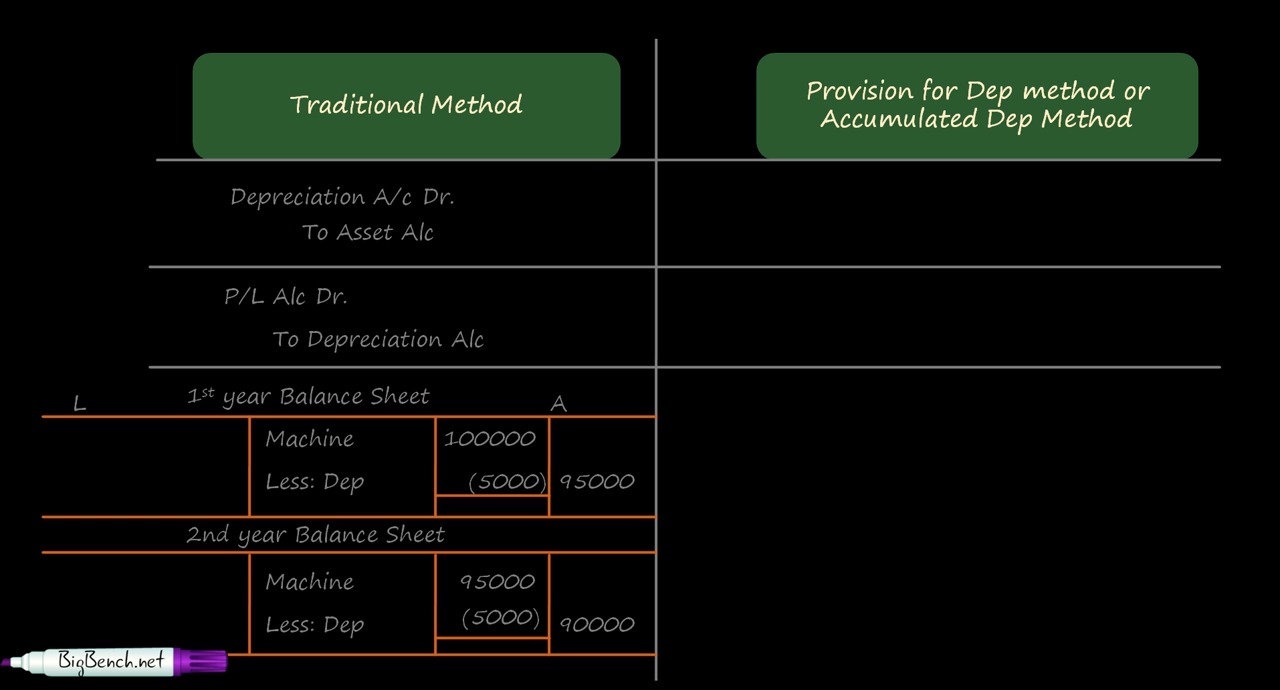 Traditional Method
Provision for Dep method or
Accumulated Dep Method
Depreciation A/c Dr.
To Asset Alc
P/L Alc Dr.
To Depreciation Alc
L 1st year Balance Sheet A
Machine 100000
Less: Dep (5000) 95000
2nd year Balance Sheet
Machine 95000
Less: Dep (5000) 90000
BigBench.net